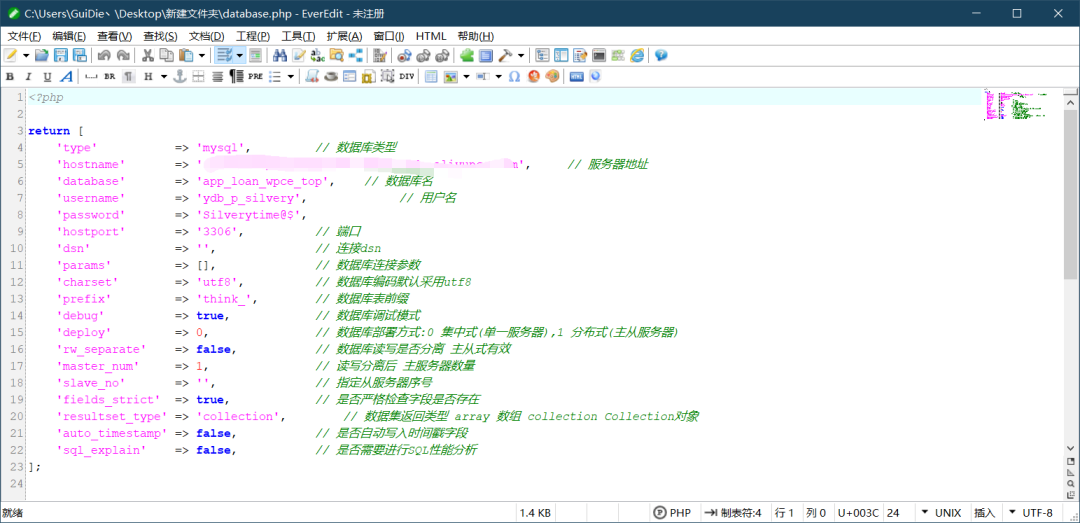 C:\Users\GuiDie丶\Desktop\新建文件夹\database.php - EverEdit - 未注册
文件(F) 编辑(E) 查看(V) 查找(S) 文档(D) 工程(P) 工具(T) 扩展(A) 窗口(I) HTML 帮助(H)
B I U A BR ¶ H ¶ PRE DIV Ω
1 <?php
2
3 return [
4 'type' => 'mysql', // 数据库类型
5 'hostname' => ' m', // 服务器地址
6 'database' => 'app_loan_wpce_top', // 数据库名
7 'username' => 'ydb_p_silvery', // 用户名
8 'password' => 'Silverytime@$',
9 'hostport' => '3306', // 端口
10 'dsn' => '', // 连接dsn
11 'params' => [], // 数据库连接参数
12 'charset' => 'utf8', // 数据库编码默认采用utf8
13 'prefix' => 'think_', // 数据库表前缀
14 'debug' => true, // 数据库调试模式
15 'deploy' => 0, // 数据库部署方式:0 集中式(单一服务器),1 分布式(主从服务器)
16 'rw_separate' => false, // 数据库读写是否分离 主从式有效
17 'master_num' => 1, // 读写分离后 主服务器数量
18 'slave_no' => '', // 指定从服务器序号
19 'fields_strict' => true, // 是否严格检查字段是否存在
20 'resultset_type' => 'collection', // 数据集返回类型 array 数组 collection Collection对象
21 'auto_timestamp' => false, // 是否自动写入时间戳字段
22 'sql_explain' => false, // 是否需要进行SQL性能分析
23 ];
24
就绪 1.4 KB PHP 制表符:4 行 1 列 0 U+003C 24 UNIX 插入 UTF-8